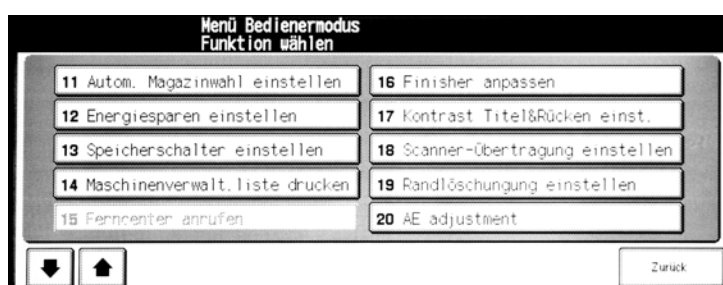 Menü Bedienermodus
Funktion wählen
11 Autom. Magazinwahl einstellen
12 Energiesparen einstellen
13 Speicherschalter einstellen
14 Maschinenverwalt.liste drucken
15 Ferncenter anrufen
16 Finisher anpassen
17 Kontrast Titel&Rücken einst.
18 Scanner-Übertragung einstellen
19 Randlöschungung einstellen
20 AE adjustment
Zurück